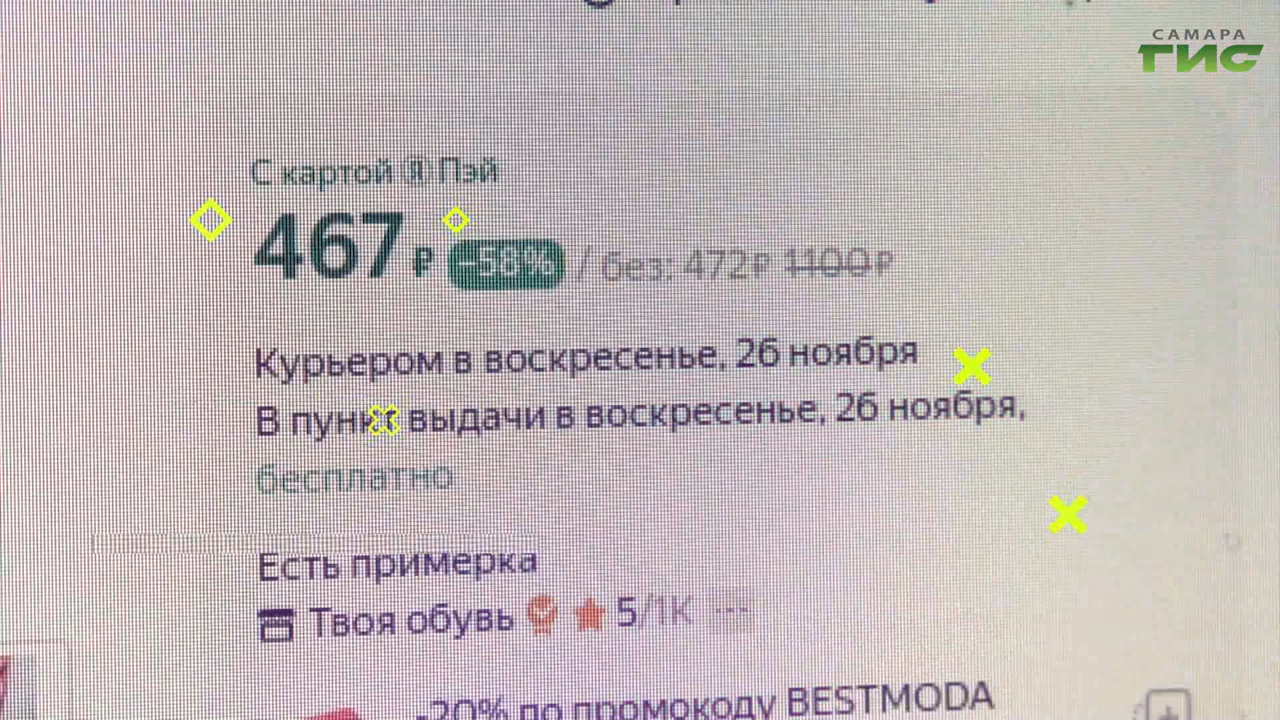 САМАРА
ГИС
С картой Я Пэй
467 ₽ -58% / без: 472₽ 1100₽
Курьером в воскресенье, 26 ноября
В пункт выдачи в воскресенье, 26 ноября,
бесплатно
Есть примерка
Твоя обувь 5/1K ...
-20% по промокоду BESTMODA